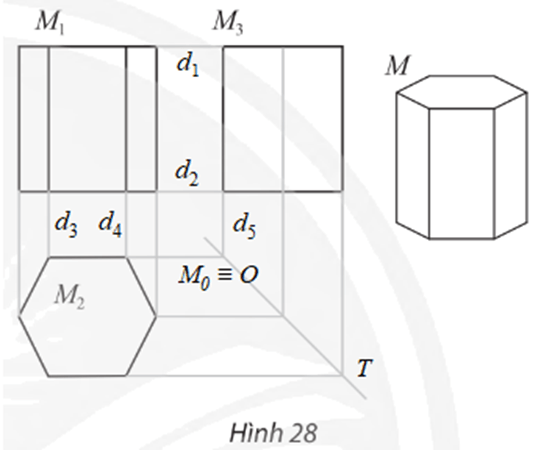 M₁ M₃
d₁
M
d₂
d₃ d₄ d₅
M₀ ≡ O
M₂
T
Hình 28